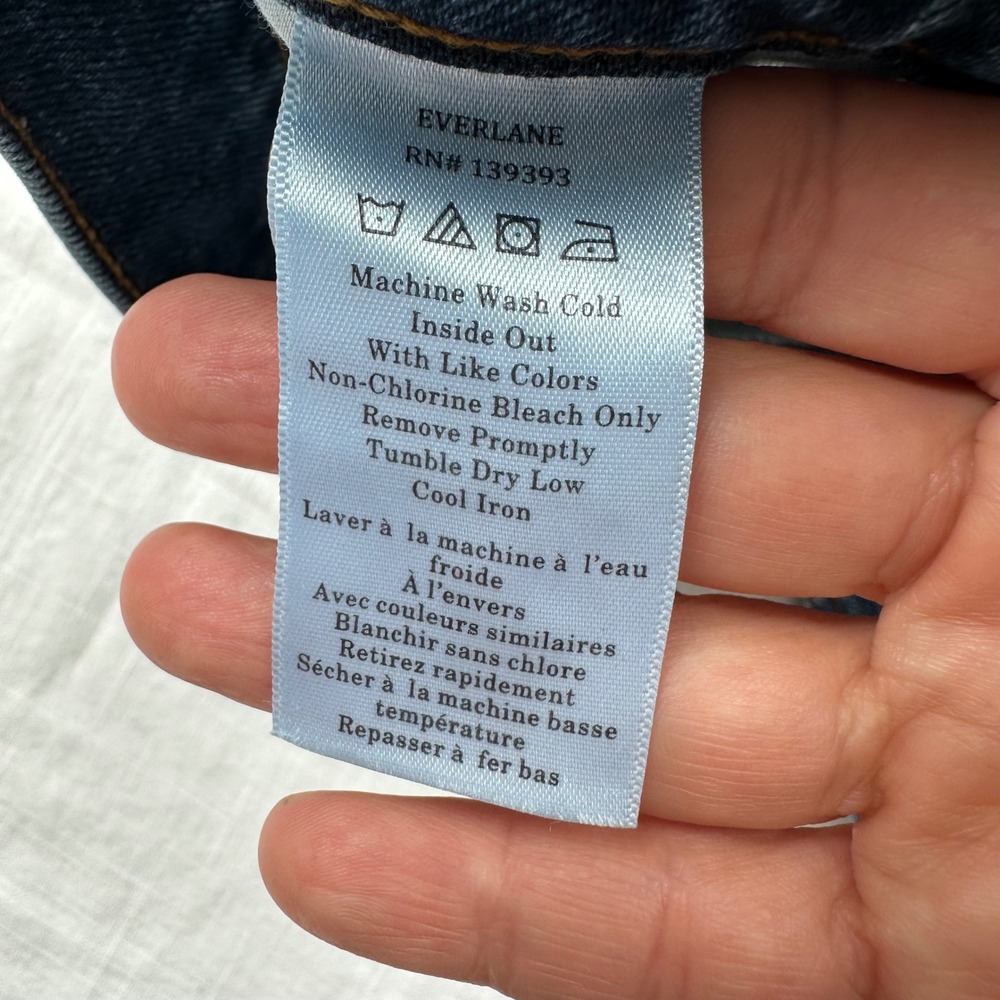 EVERLANE
RN# 139393
Machine Wash Cold
Inside Out
With Like Colors
Non-Chlorine Bleach Only
Remove Promptly
Tumble Dry Low
Cool Iron
Laver à la machine à l'eau
froide
À l'envers
Avec couleurs similaires
Blanchir sans chlore
Retirez rapidement
Sécher à la machine basse
température
Repasser à fer bas